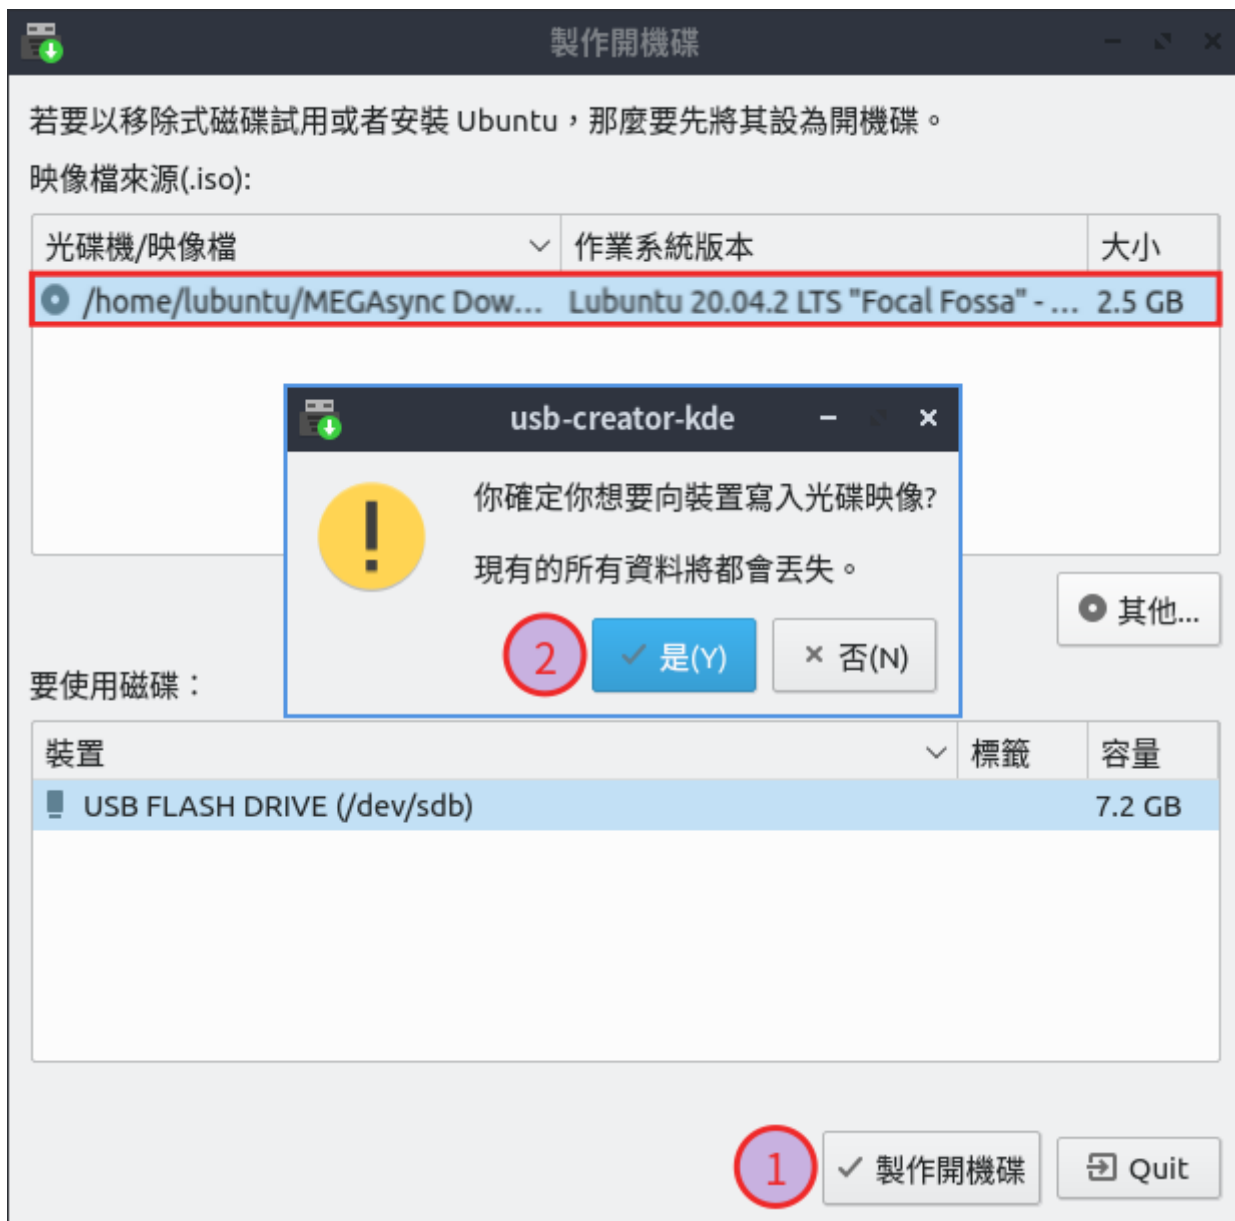 製作開機碟
若要以移除式磁碟試用或者安裝 Ubuntu，那麼要先將其設為開機碟。
映像檔來源(.iso):
光碟機/映像檔 作業系統版本 大小
/home/lubuntu/MEGAsync Dow... Lubuntu 20.04.2 LTS "Focal Fossa" - ... 2.5 GB
usb-creator-kde
你確定你想要向裝置寫入光碟映像?
現有的所有資料將都會丟失。
2 是(Y) 否(N)
其他...
要使用磁碟：
裝置 標籤 容量
USB FLASH DRIVE (/dev/sdb) 7.2 GB
1 製作開機碟 Quit